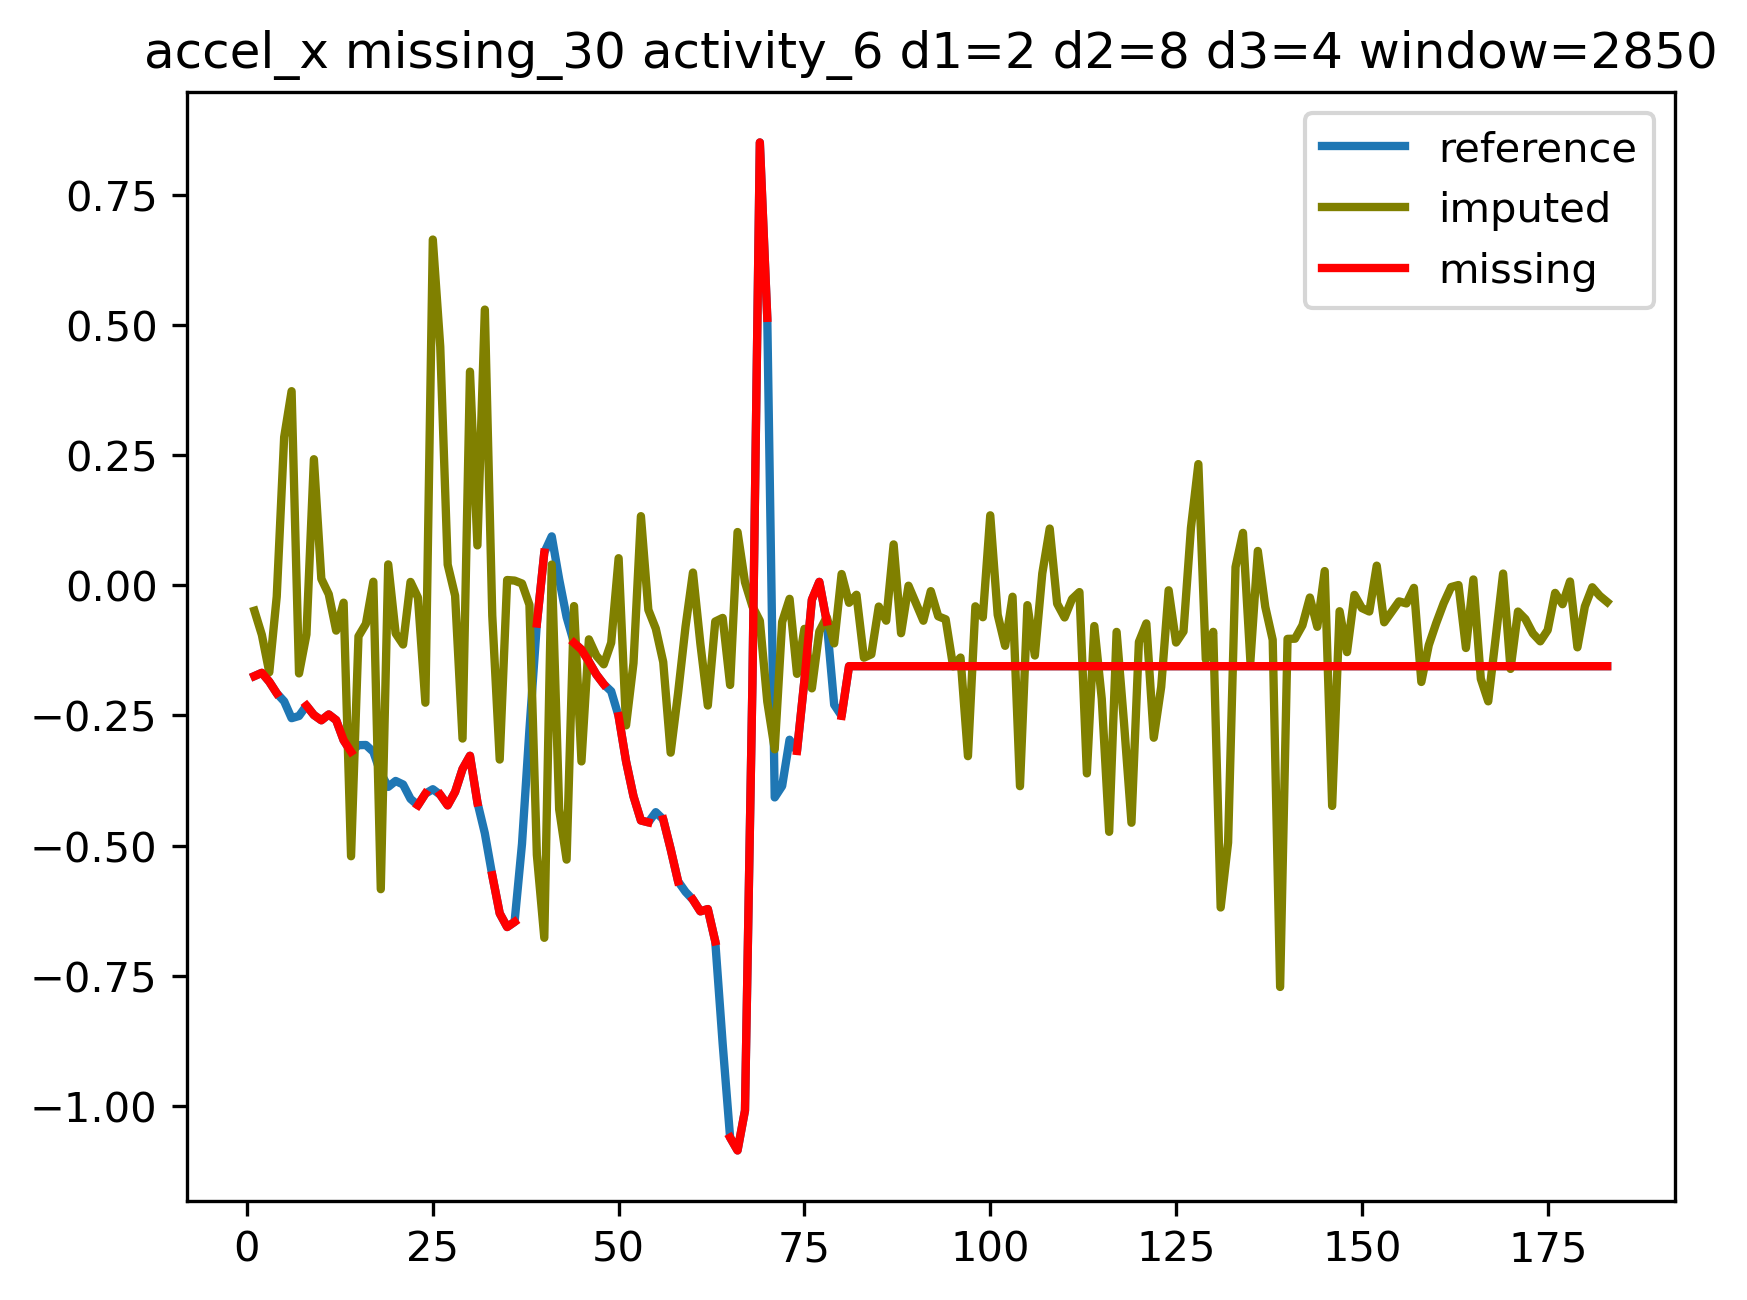 accel_x missing_30 activity_6 d1=2 d2=8 d3=4 window=2850
reference
imputed
missing
0.75
0.50
0.25
0.00
−0.25
−0.50
−0.75
−1.00
0 25 50 75 100 125 150 175